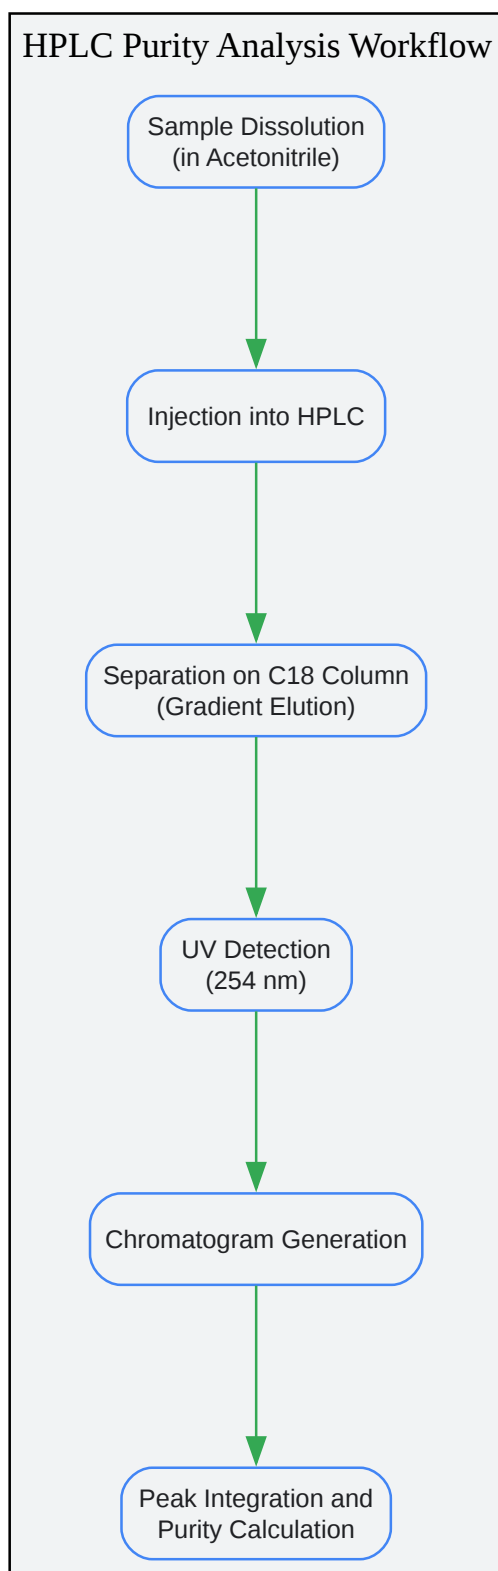 HPLC Purity Analysis Workflow
Sample Dissolution
(in Acetonitrile)
Injection into HPLC
Separation on C18 Column
(Gradient Elution)
UV Detection
(254 nm)
Chromatogram Generation
Peak Integration and
Purity Calculation